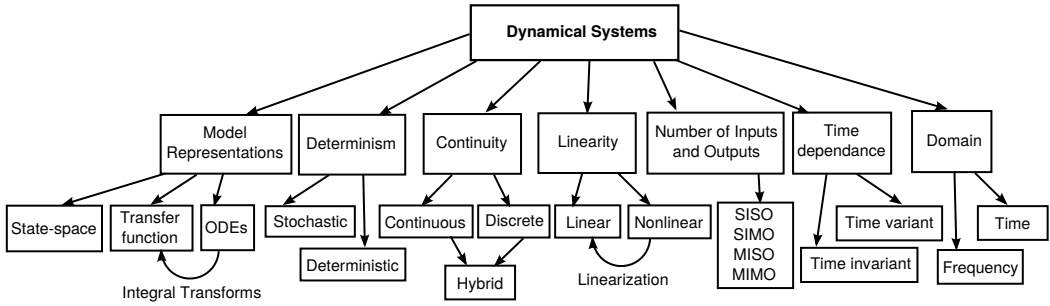 Dynamical Systems
Model
Representations
Determinism
Continuity
Linearity
Number of Inputs
and Outputs
Time
dependance
Domain
State-space
Transfer
function
ODEs
Stochastic
Deterministic
Continuous
Discrete
Hybrid
Linear
Nonlinear
SISO
SIMO
MISO
MIMO
Time variant
Time invariant
Time
Frequency
Integral Transforms
Linearization